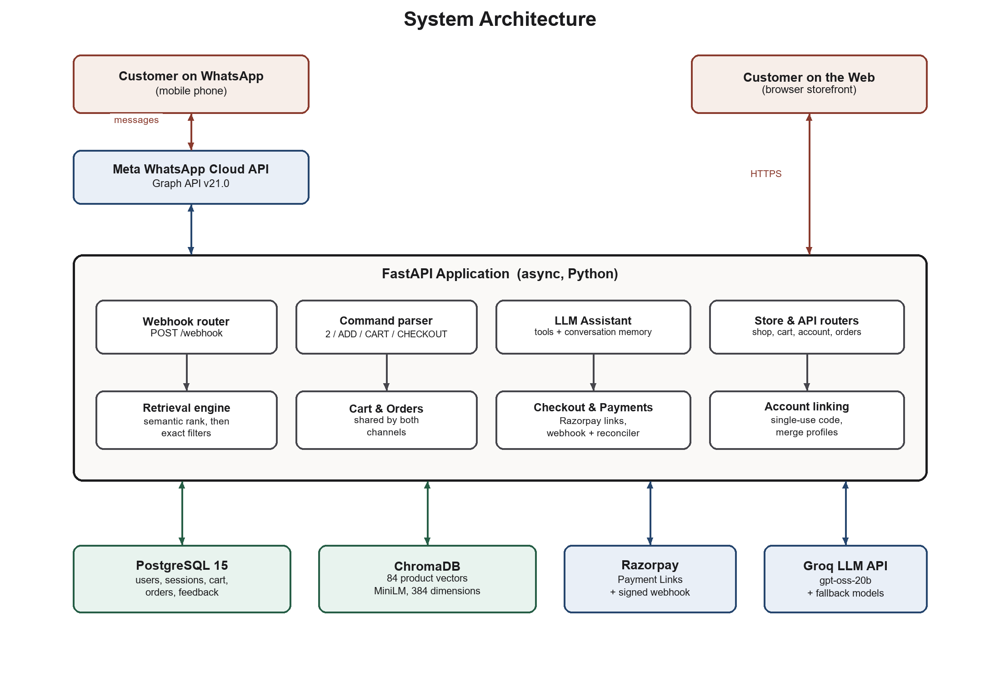 System Architecture
Customer on WhatsApp
(mobile phone)
Customer on the Web
(browser storefront)
messages
Meta WhatsApp Cloud API
Graph API v21.0
HTTPS
FastAPI Application (async, Python)
Webhook router
POST /webhook
Command parser
2 / ADD / CART / CHECKOUT
LLM Assistant
tools + conversation memory
Store & API routers
shop, cart, account, orders
Retrieval engine
semantic rank, then
exact filters
Cart & Orders
shared by both
channels
Checkout & Payments
Razorpay links,
webhook + reconciler
Account linking
single-use code,
merge profiles
PostgreSQL 15
users, sessions, cart,
orders, feedback
ChromaDB
84 product vectors
MiniLM, 384 dimensions
Razorpay
Payment Links
+ signed webhook
Groq LLM API
gpt-oss-20b
+ fallback models